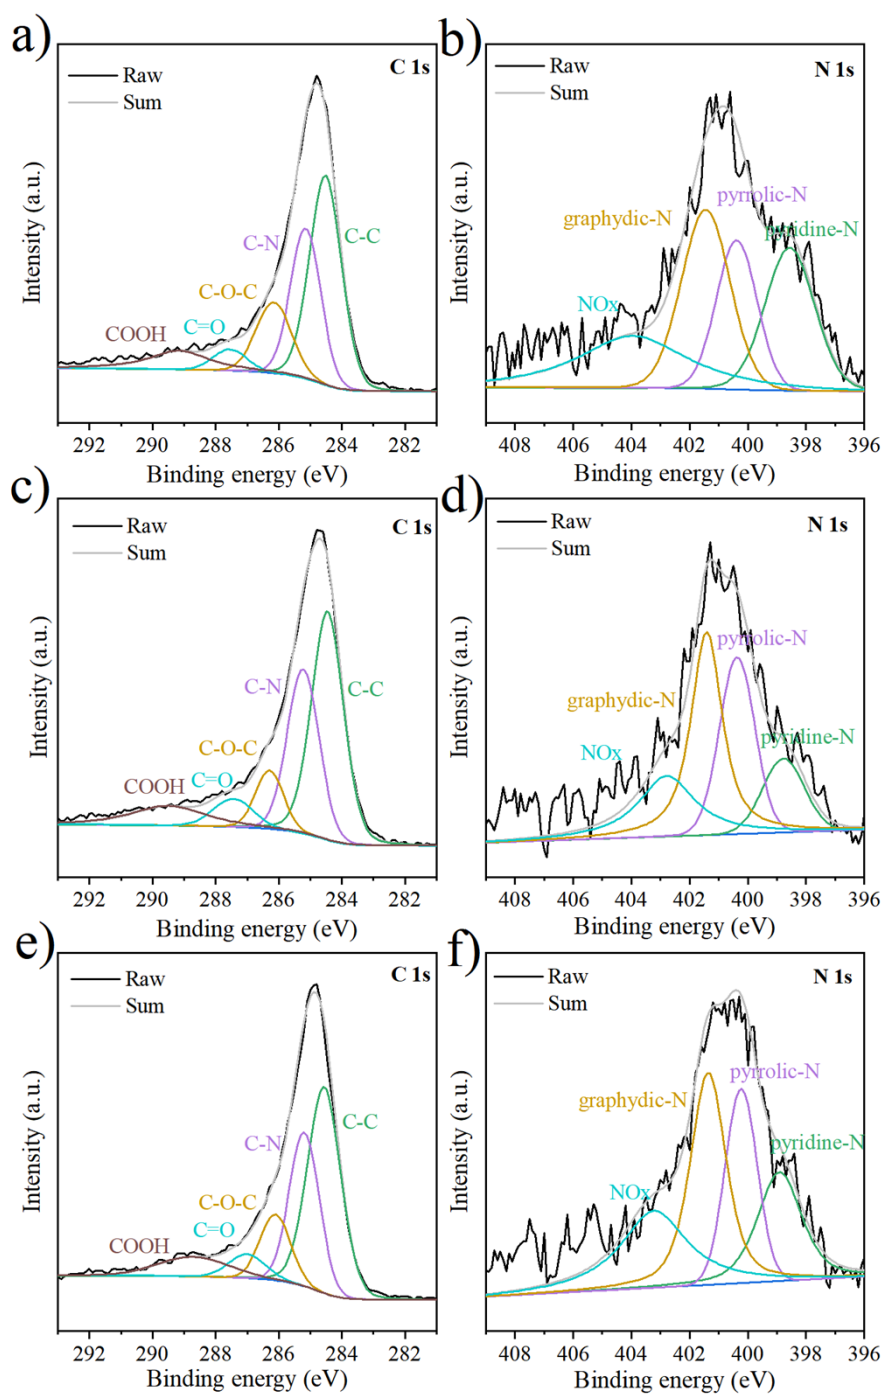 a)
Raw
Sum
C 1s
C-C
C-N
C-O-C
C=O
COOH
Intensity (a.u.)
292 290 288 286 284 282
Binding energy (eV)
b)
Raw
Sum
N 1s
graphydic-N
pyrrolic-N
pyridine-N
NOx
Intensity (a.u.)
408 406 404 402 400 398 396
Binding energy (eV)
c)
Raw
Sum
C 1s
C-N
C-C
C-O-C
C=O
COOH
Intensity (a.u.)
292 290 288 286 284 282
Binding energy (eV)
d)
Raw
Sum
N 1s
pyrrolic-N
graphydic-N
NOx
pyridine-N
Intensity (a.u.)
408 406 404 402 400 398 396
Binding energy (eV)
e)
Raw
Sum
C 1s
C-C
C-N
C-O-C
C=O
COOH
Intensity (a.u.)
292 290 288 286 284 282
Binding energy (eV)
f)
Raw
Sum
N 1s
pyrrolic-N
graphydic-N
pyridine-N
NOx
Intensity (a.u.)
408 406 404 402 400 398 396
Binding energy (eV)